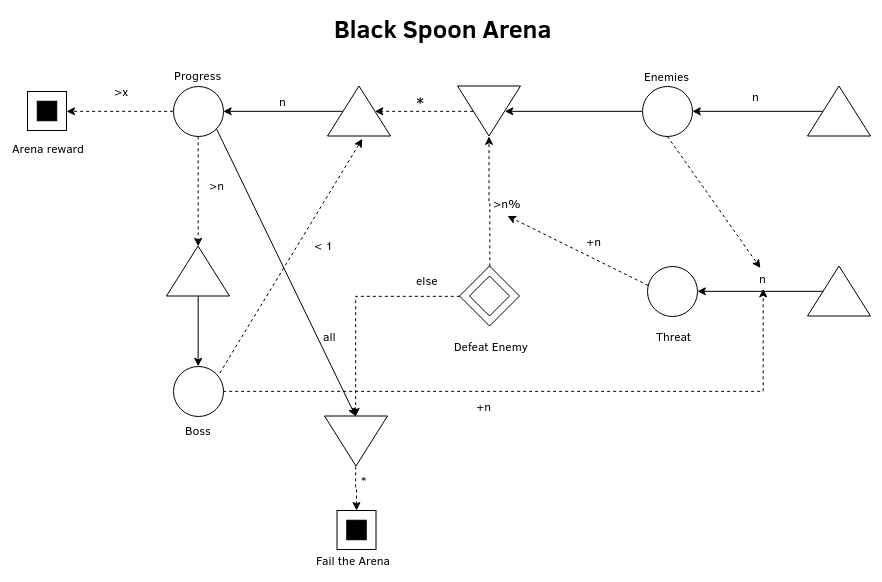 Black Spoon Arena
Progress
Enemies
>x
n
*
n
Arena reward
>n
>n%
+n
< 1
n
else
all
Threat
Defeat Enemy
+n
Boss
*
Fail the Arena